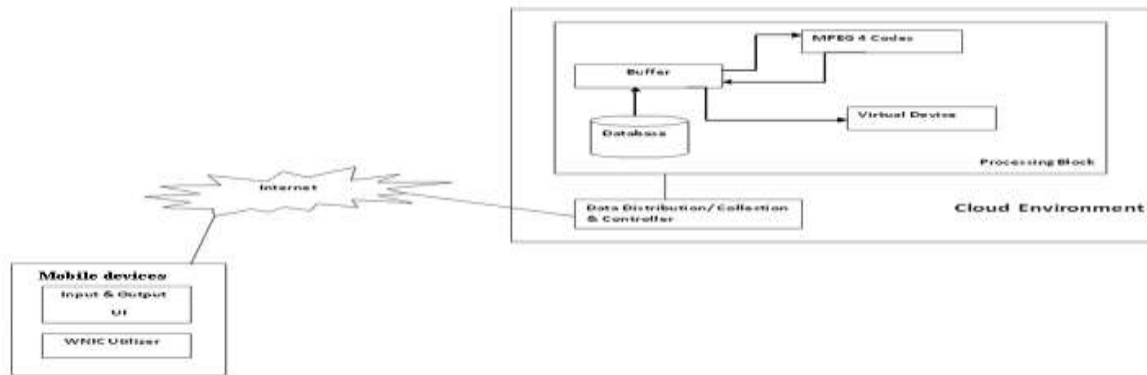 MPEG 4 Codes
Buffer
Virtual Device
Database
Processing Block
Internet
Data Distribution/ Collection
& Controller
Cloud Environment
Mobile devices
Input & Output
UI
WNIC Utilizer